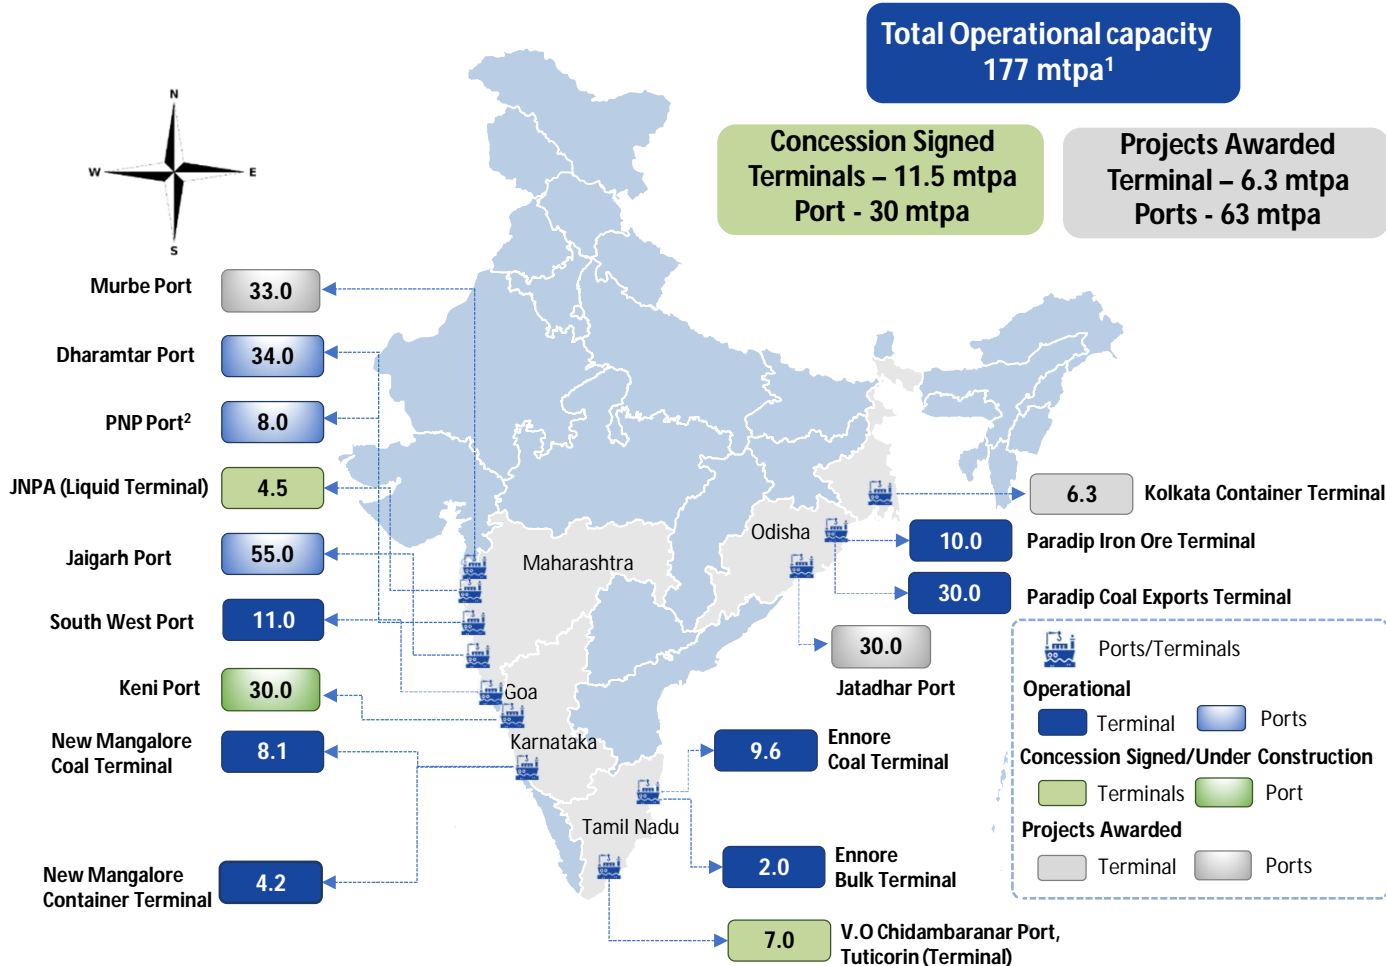 Total Operational capacity
177 mtpa¹
Concession Signed
Terminals – 11.5 mtpa
Port - 30 mtpa
Projects Awarded
Terminal – 6.3 mtpa
Ports - 63 mtpa
N
W
E
S
Murbe Port
33.0
Dharamtar Port
34.0
PNP Port²
8.0
JNPA (Liquid Terminal)
4.5
Jaigarh Port
55.0
South West Port
11.0
Keni Port
30.0
New Mangalore
Coal Terminal
8.1
New Mangalore
Container Terminal
4.2
Maharashtra
Goa
Karnataka
Tamil Nadu
Odisha
6.3
Kolkata Container Terminal
10.0
Paradip Iron Ore Terminal
30.0
Paradip Coal Exports Terminal
30.0
Jatadhar Port
9.6
Ennore
Coal Terminal
2.0
Ennore
Bulk Terminal
7.0
V.O Chidambaranar Port,
Tuticorin (Terminal)
Ports/Terminals
Operational
Terminal
Ports
Concession Signed/Under Construction
Terminals
Port
Projects Awarded
Terminal
Ports